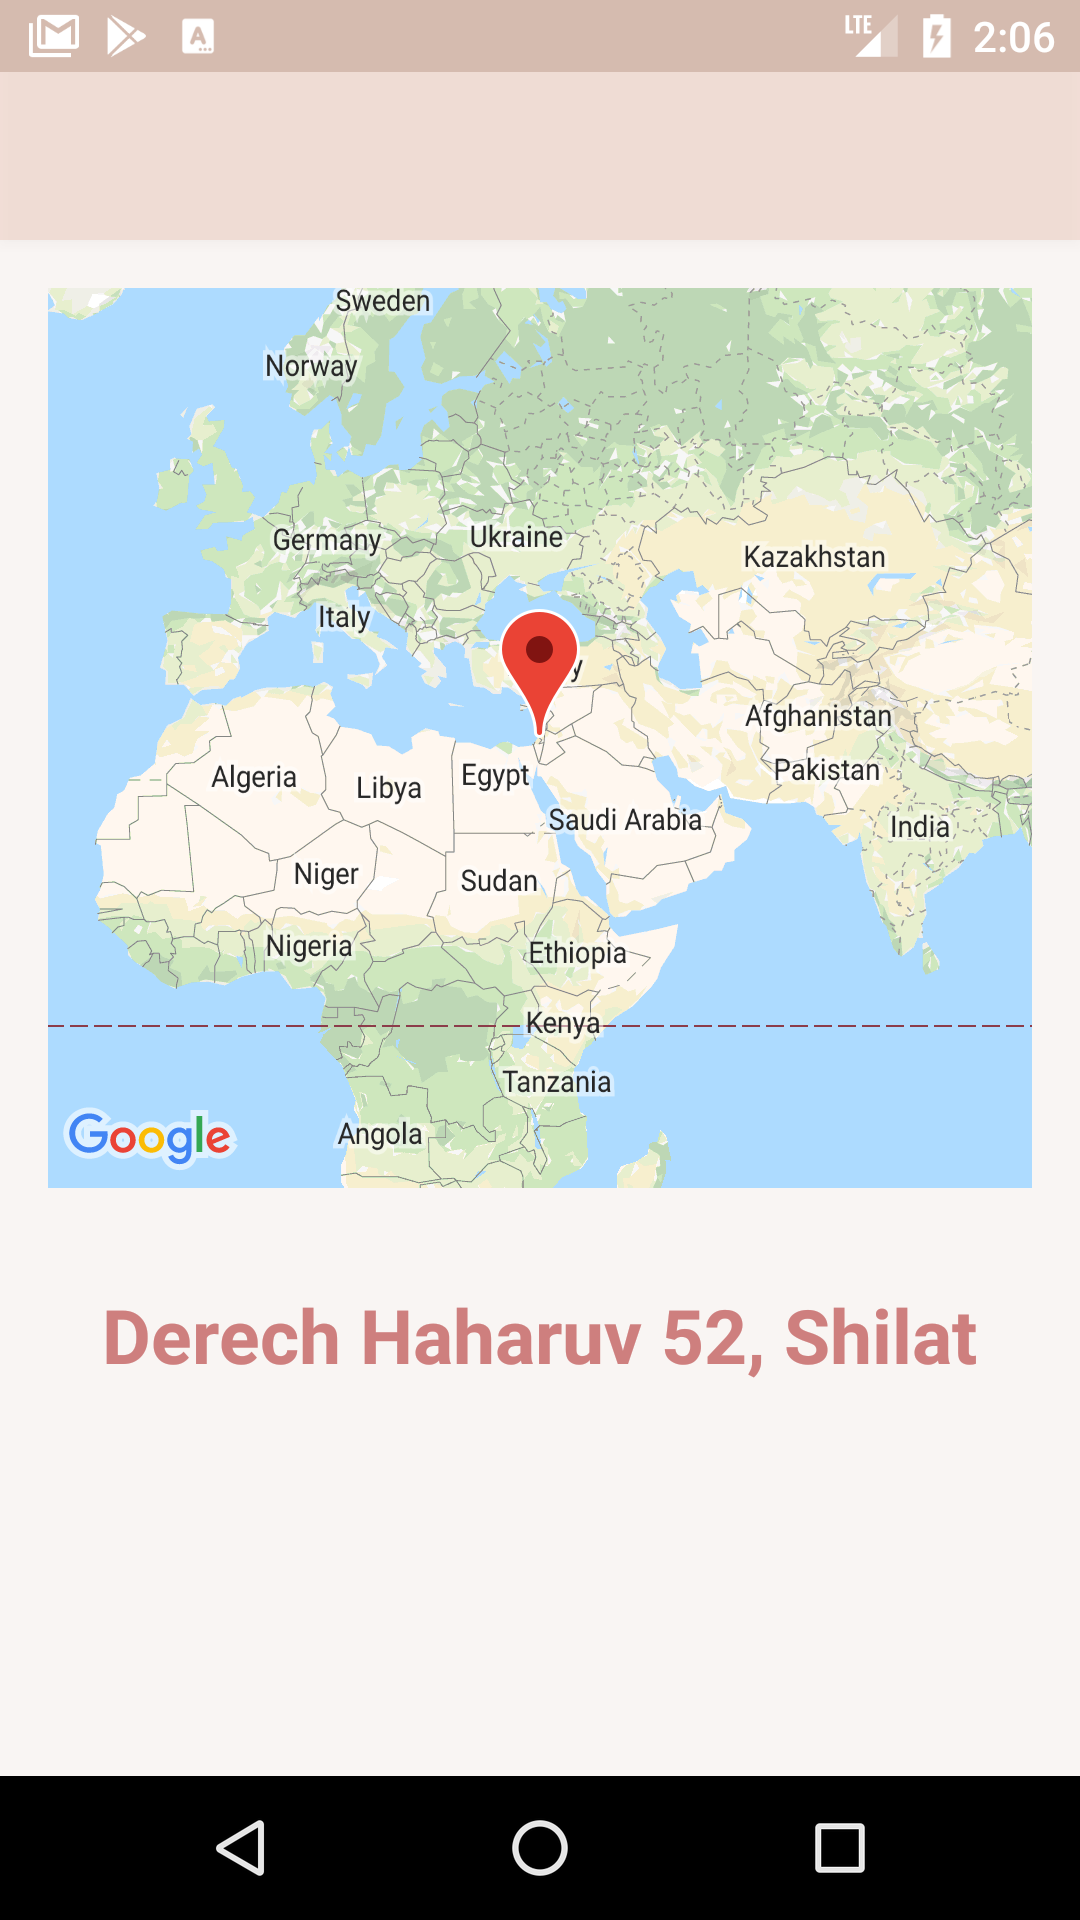 LTE 2:06
Sweden
Norway
Germany
Ukraine
Kazakhstan
Italy
y
Afghanistan
Pakistan
Algeria
Libya
Egypt
Saudi Arabia
India
Niger
Sudan
Nigeria
Ethiopia
Kenya
Tanzania
Angola
Google
Derech Haharuv 52, Shilat